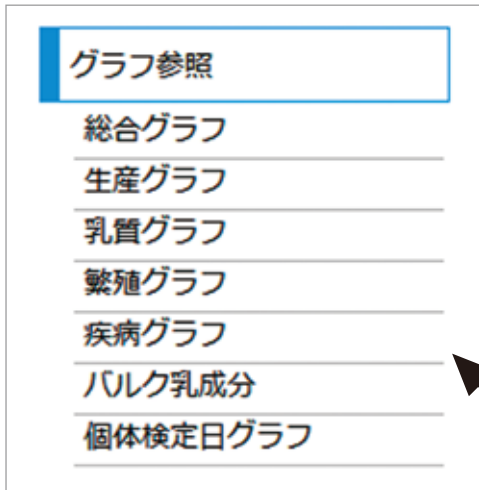 グラフ参照
総合グラフ
生産グラフ
乳質グラフ
繁殖グラフ
疾病グラフ
バルク乳成分
個体検定日グラフ